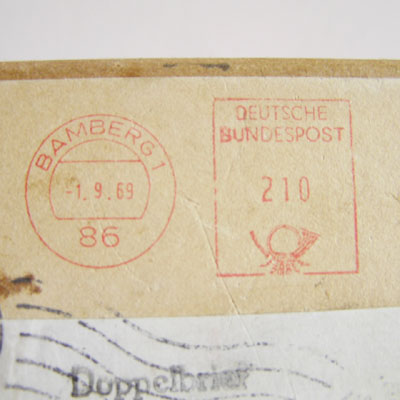 BAMBERG 1
-1.9.69
86
DEUTSCHE
BUNDESPOST
210
Doppelbrief